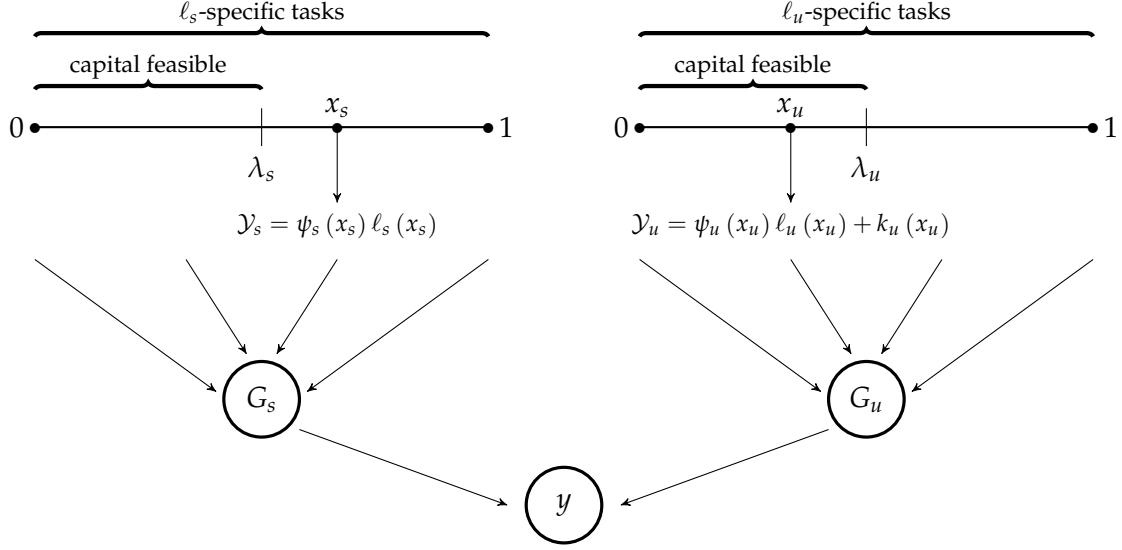 ℓ_s-specific tasks
capital feasible
0 x_s 1
λ_s
𝒴_s = ψ_s (x_s) ℓ_s (x_s)
G_s
ℓ_u-specific tasks
capital feasible
0 x_u 1
λ_u
𝒴_u = ψ_u (x_u) ℓ_u (x_u) + k_u (x_u)
G_u
y